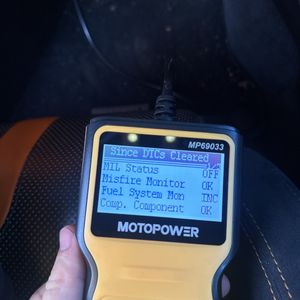 MP69033
Since DTCs Cleared
MIL Status OFF
Misfire Monitor OK
Fuel System Mon INC
Comp. Component OK
MOTOPOWER